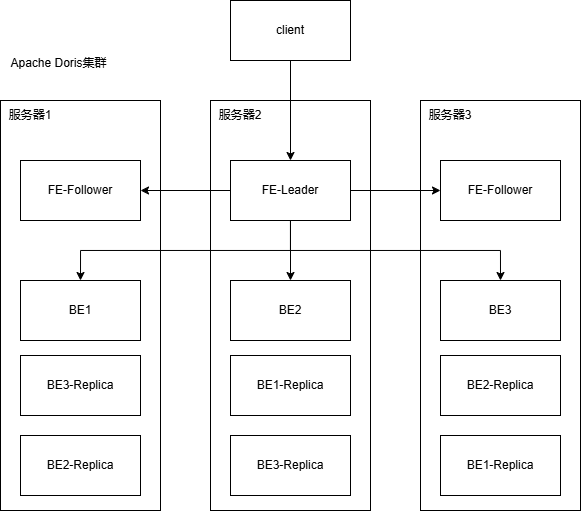 client
Apache Doris集群
服务器1
服务器2
服务器3
FE-Follower
FE-Leader
FE-Follower
BE1
BE2
BE3
BE3-Replica
BE1-Replica
BE2-Replica
BE2-Replica
BE3-Replica
BE1-Replica